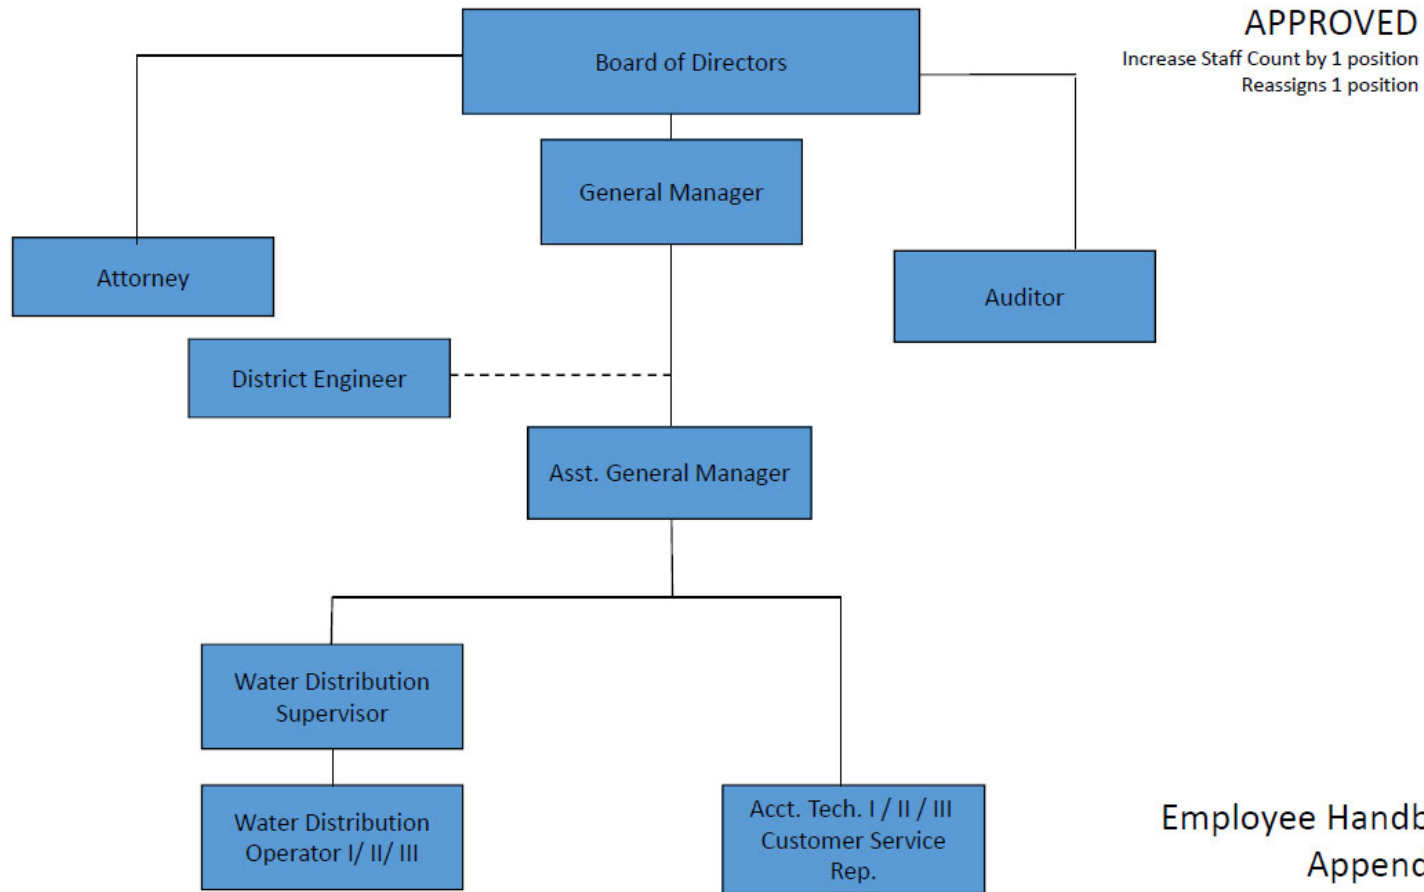 APPROVED
Increase Staff Count by 1 position
Reassigns 1 position
Board of Directors
General Manager
Attorney
Auditor
District Engineer
Asst. General Manager
Water Distribution
Supervisor
Water Distribution
Operator I/ II/ III
Acct. Tech. I / II / III
Customer Service
Rep.
Employee